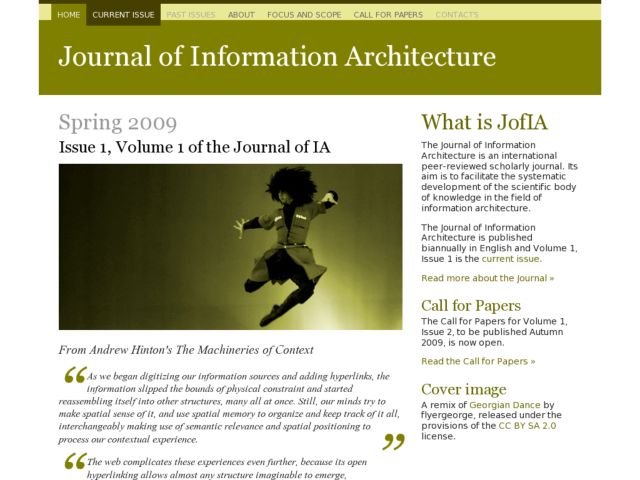 HOME CURRENT ISSUE PAST ISSUES ABOUT FOCUS AND SCOPE CALL FOR PAPERS CONTACTS
Journal of Information Architecture
Spring 2009
Issue 1, Volume 1 of the Journal of IA
From Andrew Hinton's The Machineries of Context
“ As we began digitizing our information sources and adding hyperlinks, the
information slipped the bounds of physical constraint and started
reassembling itself into other structures, many all at once. Still, our minds try to
make spatial sense of it, and use spatial memory to organize and keep track of it all,
interchangeably making use of semantic relevance and spatial positioning to
process our contextual experience. ”
“ The web complicates these experiences even further, because its open
hyperlinking allows almost any structure imaginable to emerge,
What is JofIA
The Journal of Information
Architecture is an international
peer-reviewed scholarly journal. Its
aim is to facilitate the systematic
development of the scientific body
of knowledge in the field of
information architecture.
The Journal of Information
Architecture is published
biannually in English and Volume 1,
Issue 1 is the current issue.
Read more about the Journal »
Call for Papers
The Call for Papers for Volume 1,
Issue 2, to be published Autumn
2009, is now open.
Read the Call for Papers »
Cover image
A remix of Georgian Dance by
flyergeorge, released under the
provisions of the CC BY SA 2.0
license.